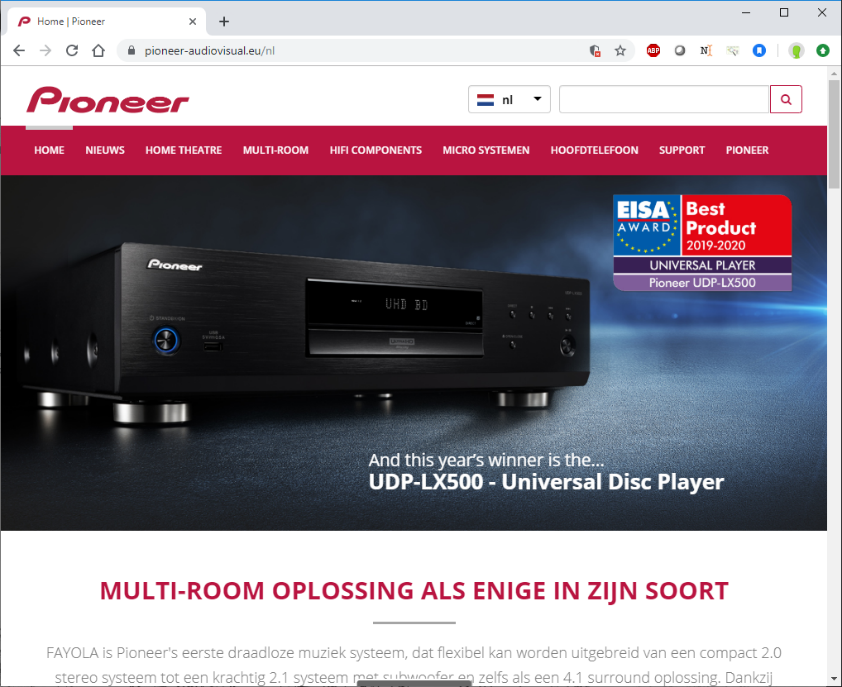 Home | Pioneer
pioneer-audiovisual.eu/nl
ABP
Pioneer
nl
HOME NIEUWS HOME THEATRE MULTI-ROOM HIFI COMPONENTS MICRO SYSTEMEN HOOFDTELEFOON SUPPORT PIONEER
EISA AWARD
Best Product
2019-2020
UNIVERSAL PLAYER
Pioneer UDP-LX500
Pioneer
UHD BD
And this year's winner is the...
UDP-LX500 - Universal Disc Player
MULTI-ROOM OPLOSSING ALS ENIGE IN ZIJN SOORT
FAYOLA is Pioneer's eerste draadloze muziek systeem, dat flexibel kan worden uitgebreid van een compact 2.0
stereo systeem tot een krachtig 2.1 systeem met subwoofer en zelfs als een 4.1 surround oplossing. Dankzij